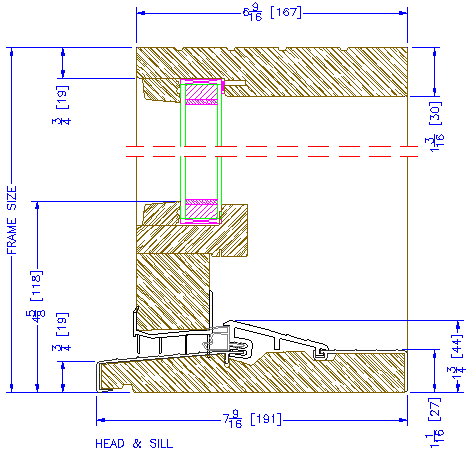 6 9/16 [167]
3/4 [19]
1 3/16 [30]
FRAME SIZE
4 5/8 [118]
3/4 [19]
1 3/4 [44]
1 1/16 [27]
7 9/16 [191]
HEAD & SILL